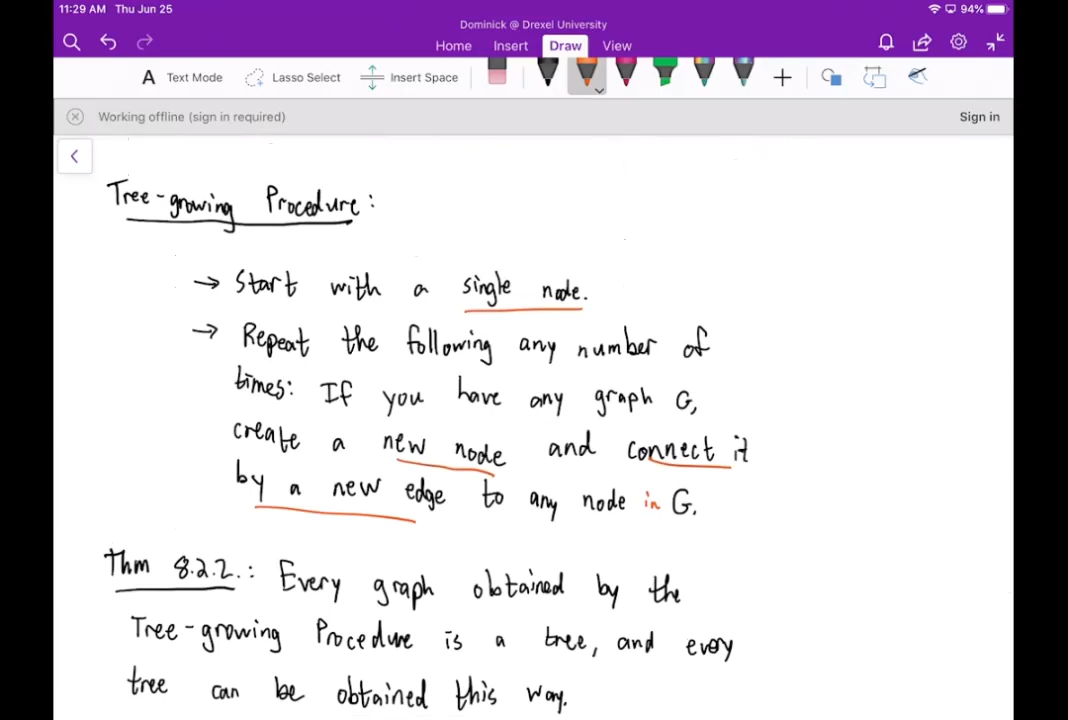 11:29 AM Thu Jun 25
94%
Dominick @ Drexel University
Home Insert Draw View
A Text Mode Lasso Select Insert Space
Working offline (sign in required) Sign in
Tree-growing Procedure:
→ Start with a single node.
→ Repeat the following any number of
times: If you have any graph G,
create a new node and connect it
by a new edge to any node in G.
Thm 8.2.2.: Every graph obtained by the
Tree-growing Procedure is a tree, and every
tree can be obtained this way.